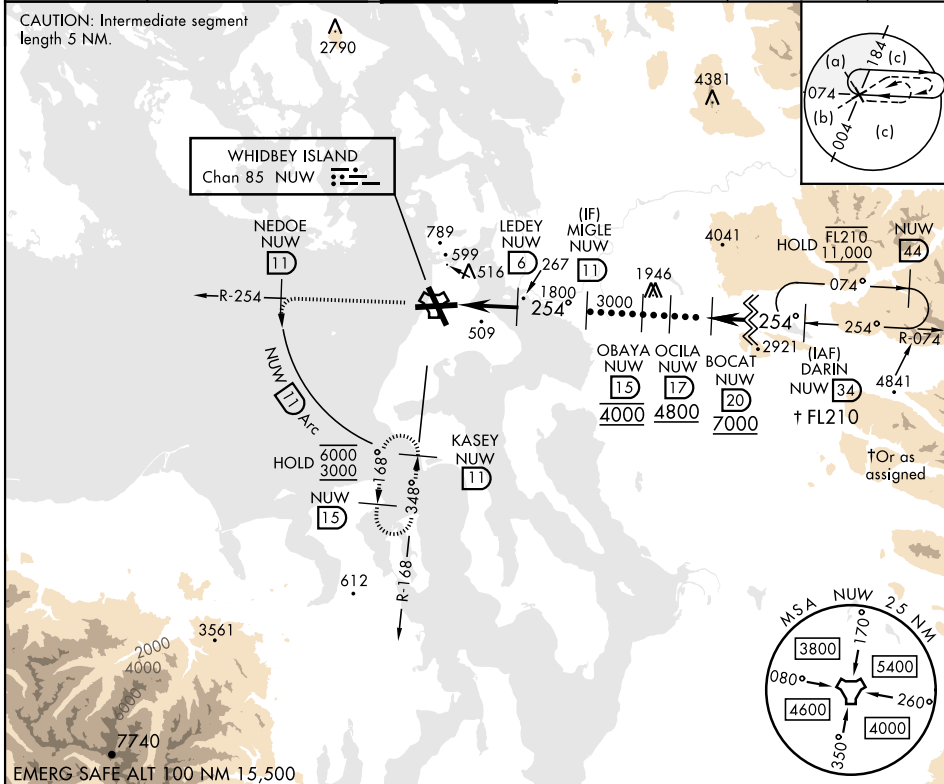 CAUTION: Intermediate segment
length 5 NM.
2790
4381
(a)
184
(c)
074
(b)
004
(c)
WHIDBEY ISLAND
Chan 85 NUW
NEDOE
NUW
11
789
599
516
LEDEY
NUW
6
267
(IF)
MIGLE
NUW
11
4041
HOLD FL210
11,000
NUW
44
074°
R-254
1800
254°
3000
1946
254°
254°
R-074
509
2921
OBAYA
NUW
15
4000
OCILA
NUW
17
4800
BOCAT
NUW
20
7000
(IAF)
DARIN
NUW 34
† FL210
4841
†Or as
assigned
NUW 11 Arc
HOLD 6000
3000
168°
348°
KASEY
NUW
11
NUW
15
R-168
612
3561
2000
4000
6000
7740
EMERG SAFE ALT 100 NM 15,500
MSA NUW 25 NM
170°
3800
5400
080°
260°
4600
4000
350°